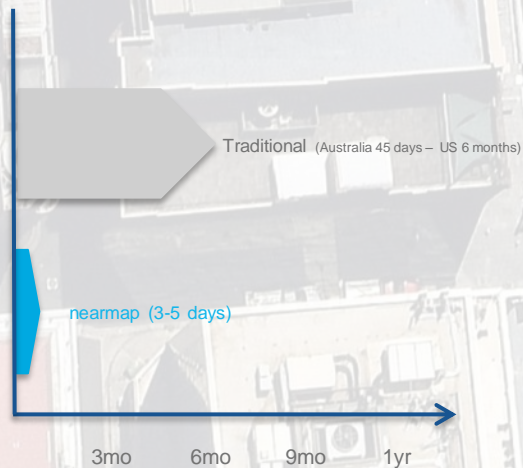 Traditional (Australia 45 days – US 6 months)
nearmap (3-5 days)
3mo 6mo 9mo 1yr